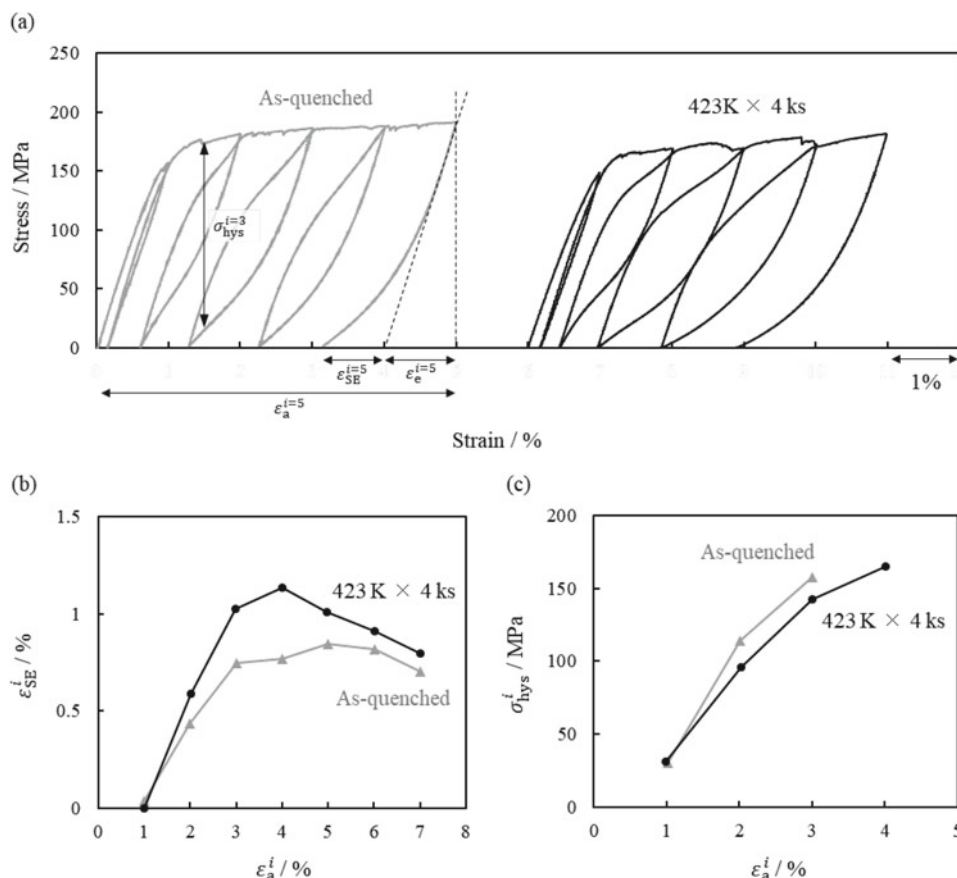 (a)
250
200
150
100
50
0
Stress / MPa
As-quenched
423K × 4 ks
σ_hys^{i=3}
ε_SE^{i=5}
ε_e^{i=5}
ε_a^{i=5}
1%
Strain / %
(b)
1.5
1
0.5
0
ε_SE^i / %
423 K × 4 ks
As-quenched
0 1 2 3 4 5 6 7 8
ε_a^i / %
(c)
200
150
100
50
0
σ_hys^i / MPa
As-quenched
423 K × 4 ks
0 1 2 3 4 5
ε_a^i / %